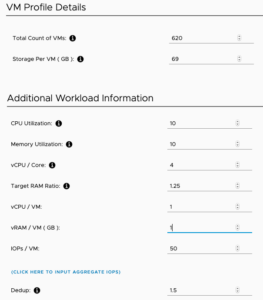 VM Profile Details
Total Count of VMs: 620
Storage Per VM ( GB ): 69
Additional Workload Information
CPU Utilization: 10
Memory Utilization: 10
vCPU / Core: 4
Target RAM Ratio: 1.25
vCPU / VM: 1
vRAM / VM ( GB ): 1
IOPs / VM: 50
(CLICK HERE TO INPUT AGGREGATE IOPS)
Dedup: 1.5